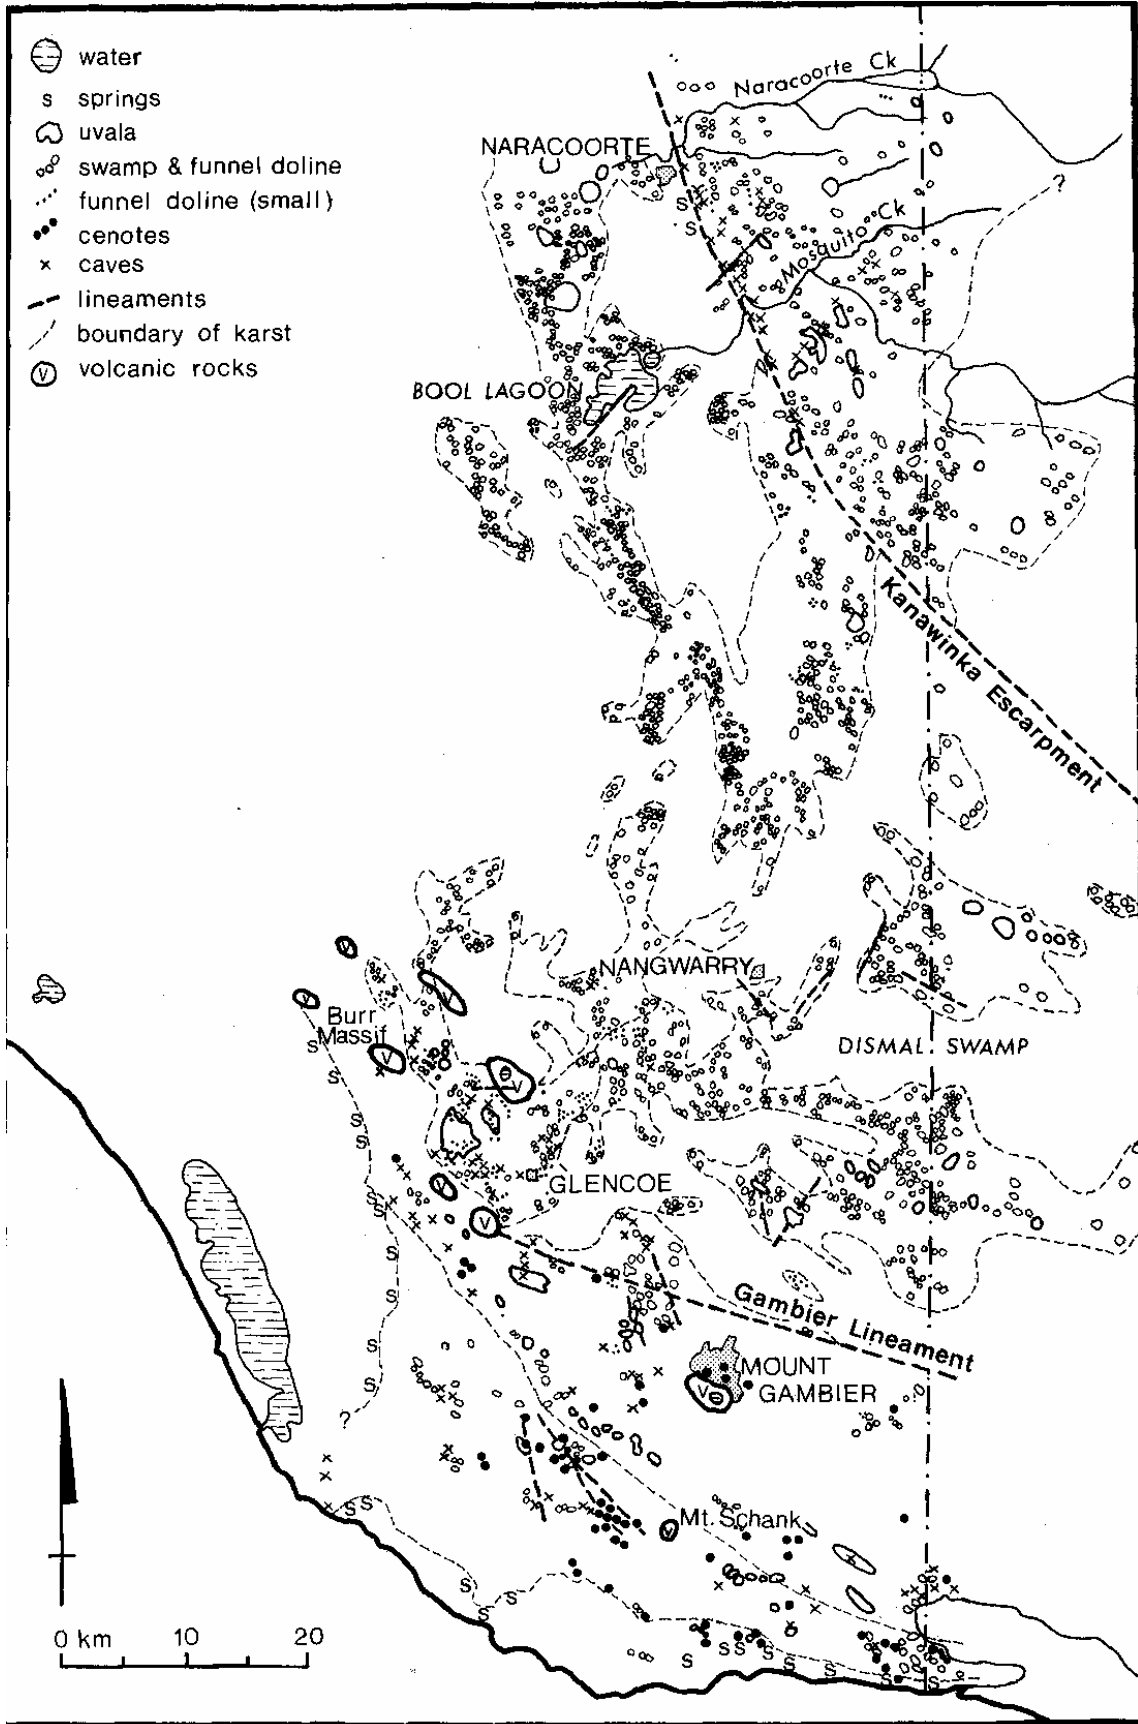 water
s springs
uvala
swamp & funnel doline
funnel doline (small)
cenotes
x caves
lineaments
boundary of karst
V volcanic rocks
Naracoorte Ck
NARACOORTE
?
Mosquito Ck
BOOL LAGOON
Kanawinka Escarpment
NANGWARRY
Burr
Massif
DISMAL SWAMP
GLENCOE
Gambier Lineament
MOUNT
GAMBIER
?
Mt. Schank
0 km 10 20